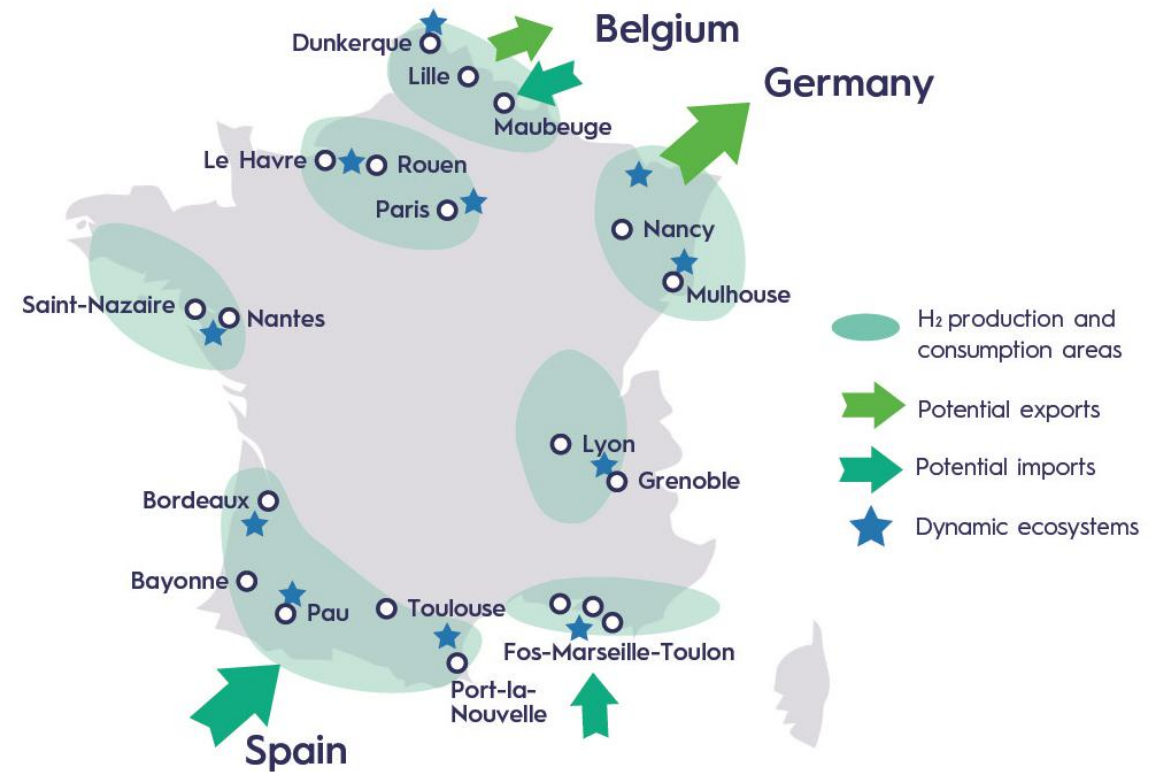 Dunkerque
Belgium
Lille
Germany
Maubeuge
Le Havre
Rouen
Paris
Nancy
Mulhouse
Saint-Nazaire
Nantes
H₂ production and
consumption areas
Potential exports
Lyon
Potential imports
Grenoble
Bordeaux
Dynamic ecosystems
Bayonne
Pau
Toulouse
Fos-Marseille-Toulon
Port-la-
Nouvelle
Spain